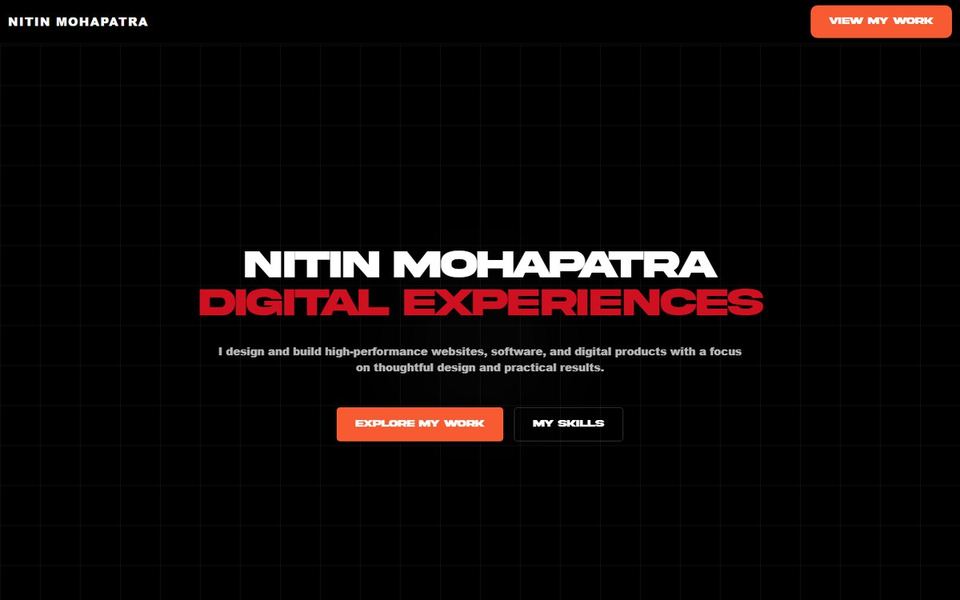 NITIN MOHAPATRA
VIEW MY WORK
NITIN MOHAPATRA
DIGITAL EXPERIENCES
I design and build high-performance websites, software, and digital products with a focus
on thoughtful design and practical results.
EXPLORE MY WORK
MY SKILLS